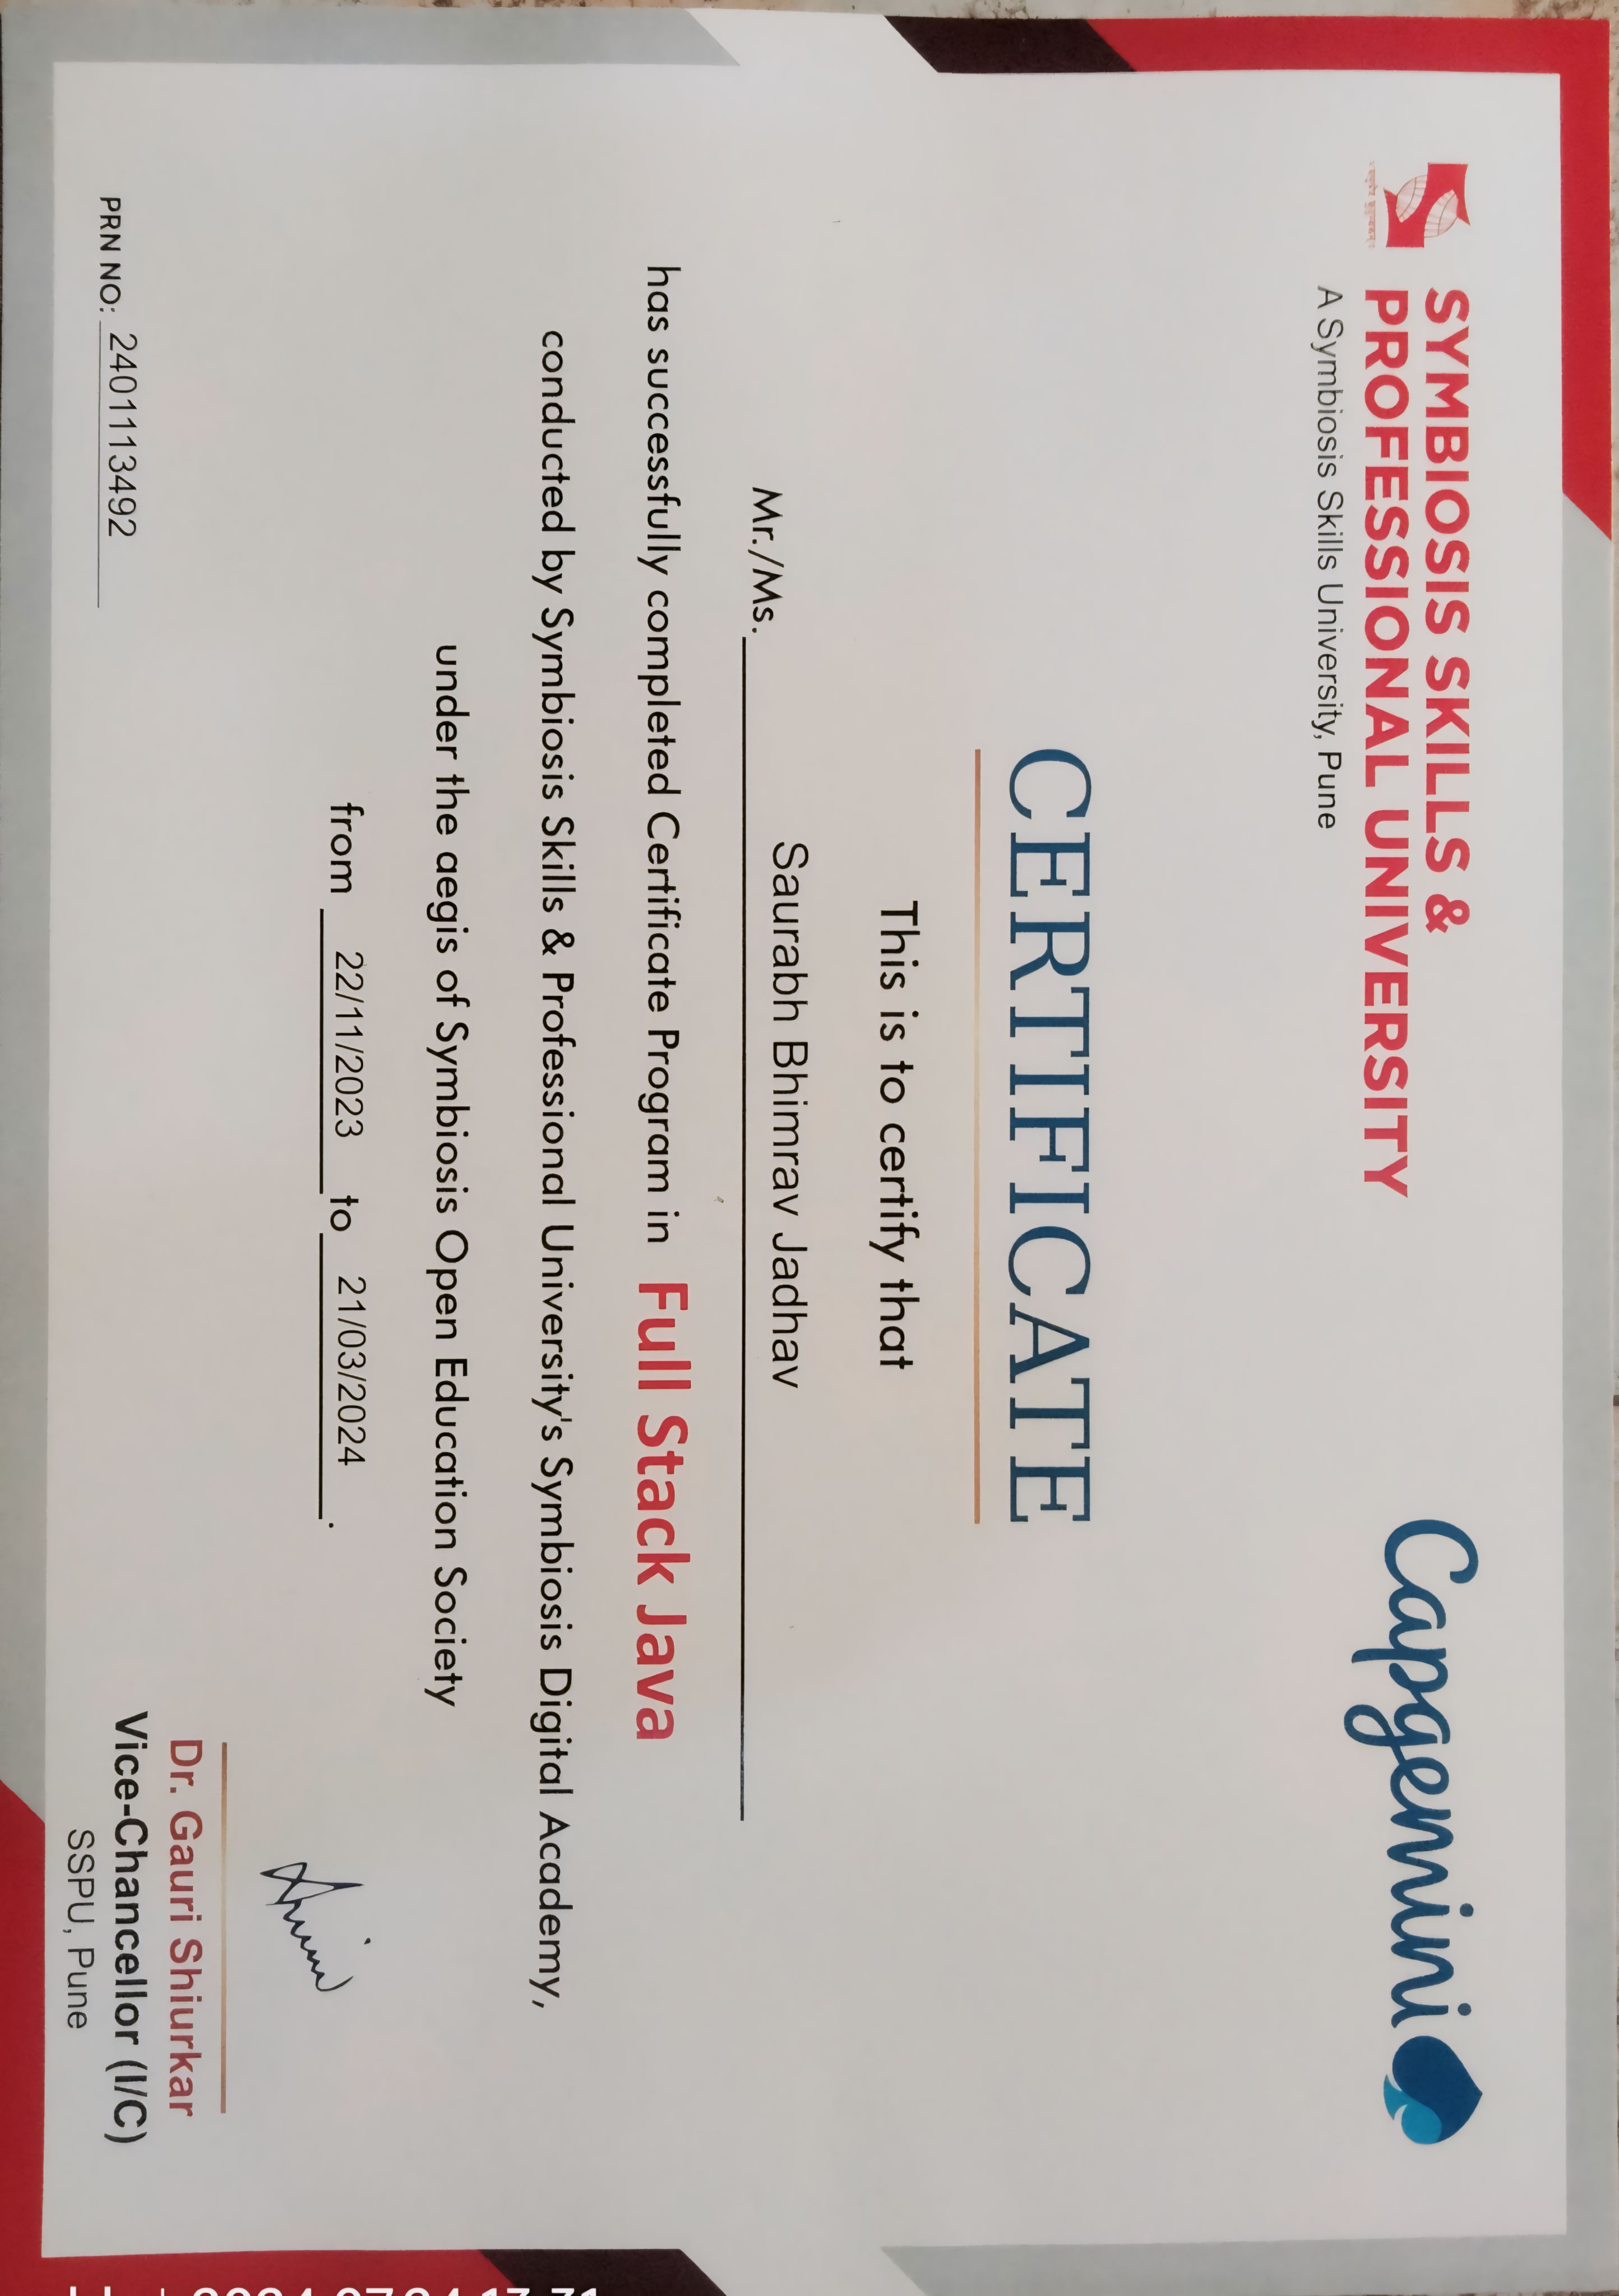 SYMBIOSIS SKILLS &
PROFESSIONAL UNIVERSITY
A Symbiosis Skills University, Pune
Capgemini
CERTIFICATE
This is to certify that
Mr./Ms. Saurabh Bhimrav Jadhav
has successfully completed Certificate Program in Full Stack Java
conducted by Symbiosis Skills & Professional University's Symbiosis Digital Academy,
under the aegis of Symbiosis Open Education Society
from 22/11/2023 to 21/03/2024.
Dr. Gauri Shiurkar
Vice-Chancellor (I/C)
SSPU, Pune
PRN NO: 2401113492